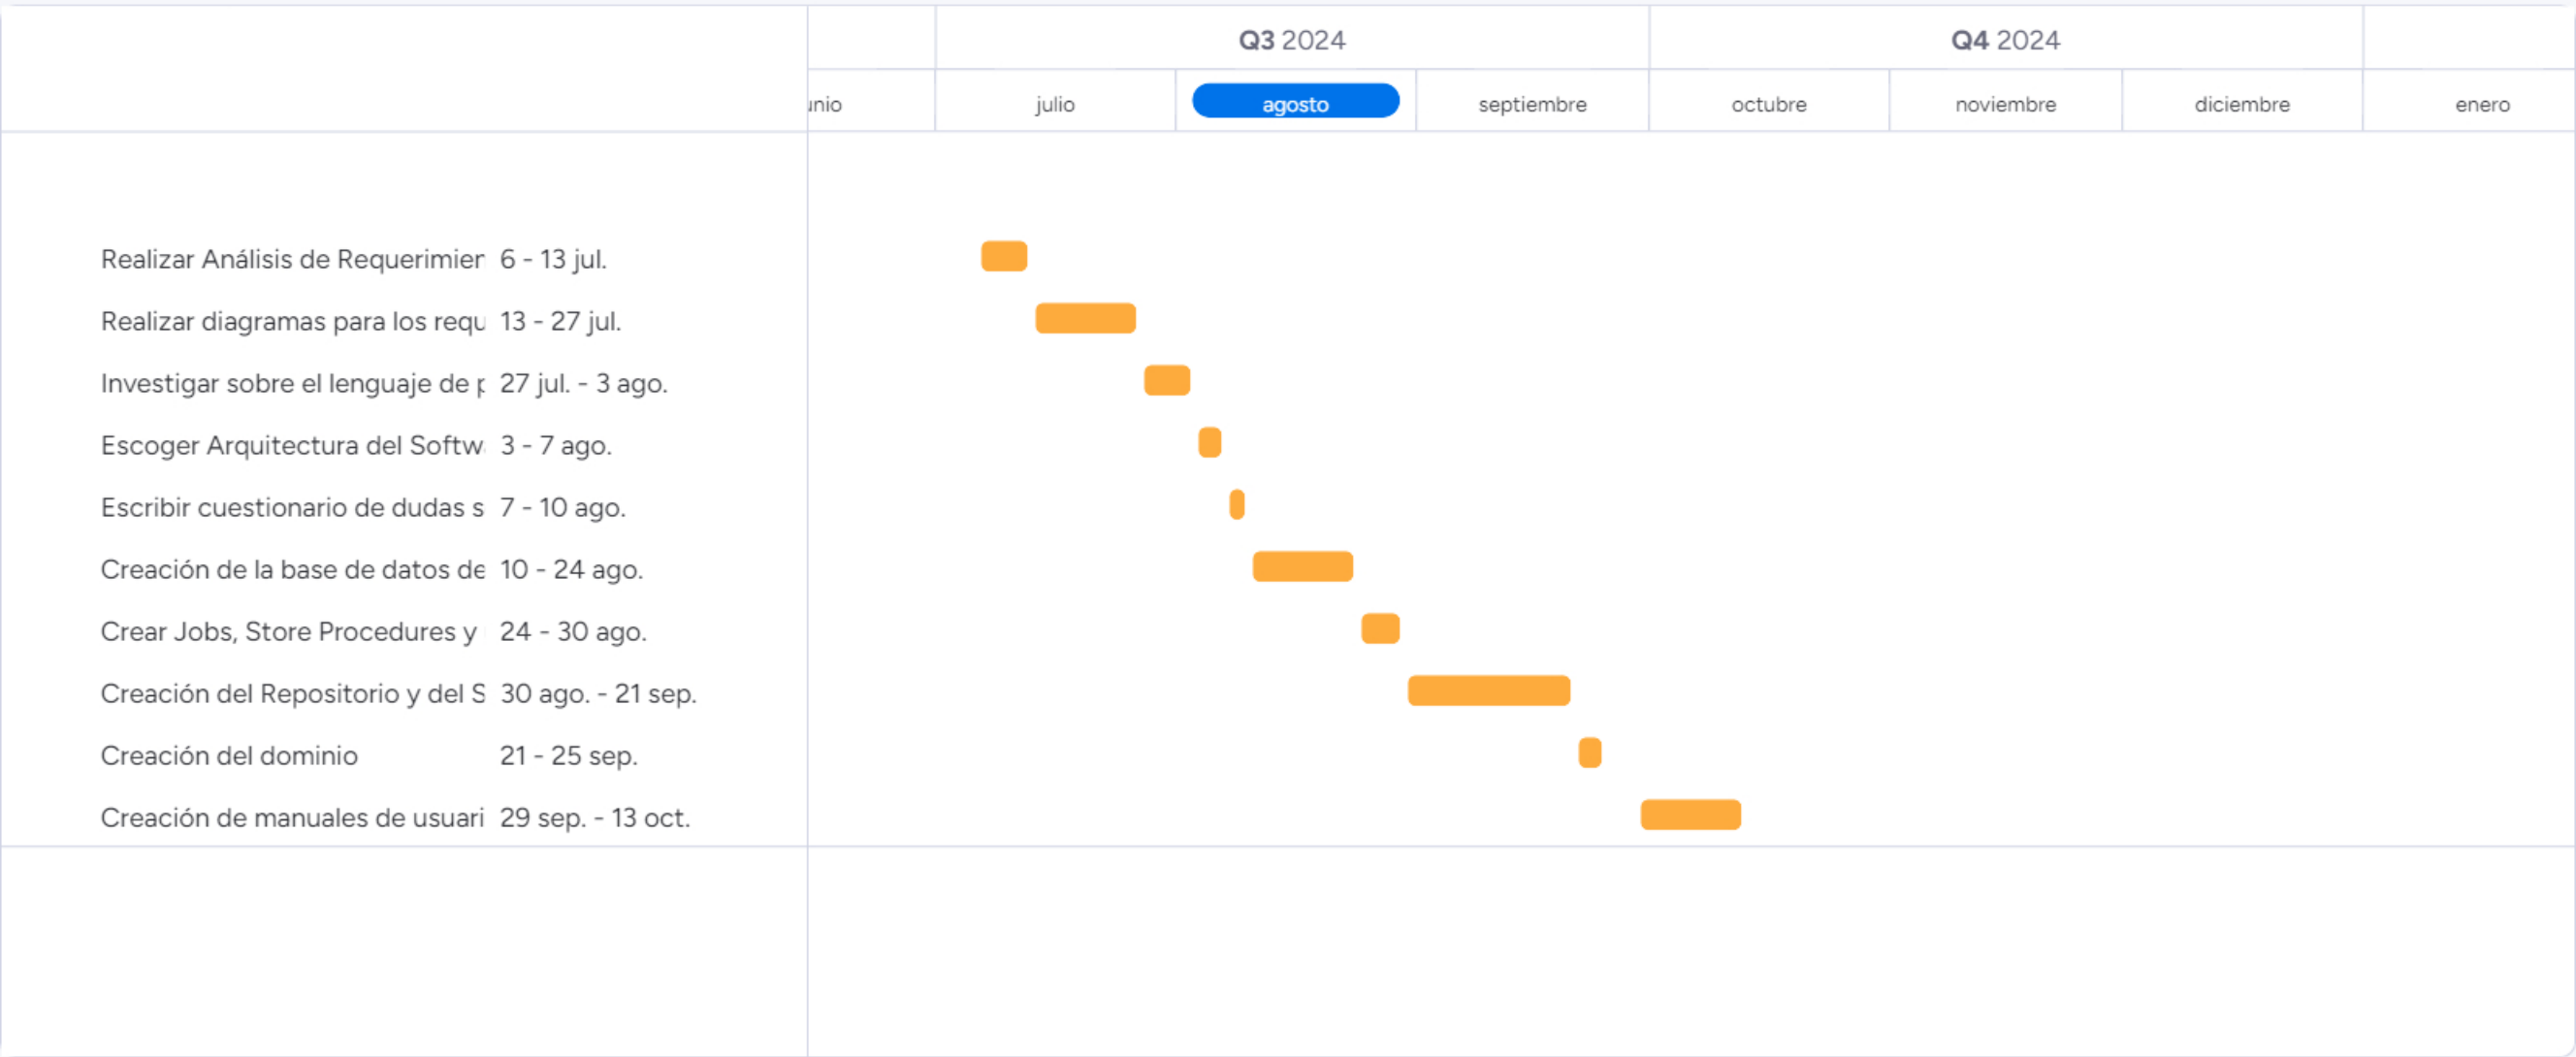 Q3 2024 Q4 2024
unio julio agosto septiembre octubre noviembre diciembre enero
Realizar Análisis de Requerimien 6 - 13 jul.
Realizar diagramas para los requ 13 - 27 jul.
Investigar sobre el lenguaje de p 27 jul. - 3 ago.
Escoger Arquitectura del Softwa 3 - 7 ago.
Escribir cuestionario de dudas s 7 - 10 ago.
Creación de la base de datos de 10 - 24 ago.
Crear Jobs, Store Procedures y 24 - 30 ago.
Creación del Repositorio y del S 30 ago. - 21 sep.
Creación del dominio 21 - 25 sep.
Creación de manuales de usuari 29 sep. - 13 oct.